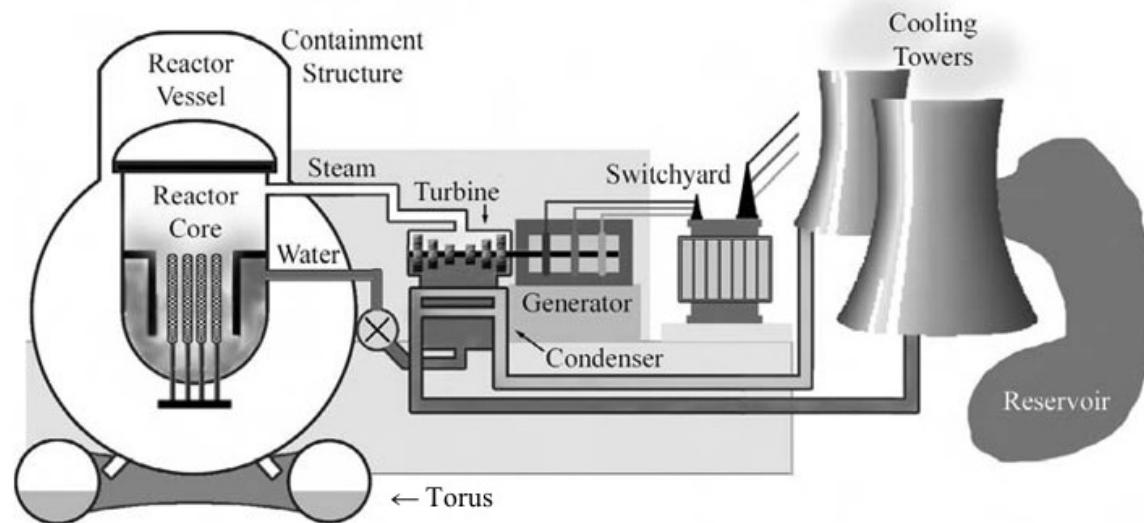 Containment
Structure
Reactor
Vessel
Cooling
Towers
Steam
Turbine
Switchyard
Reactor
Core
Water
Generator
Condenser
Reservoir
← Torus